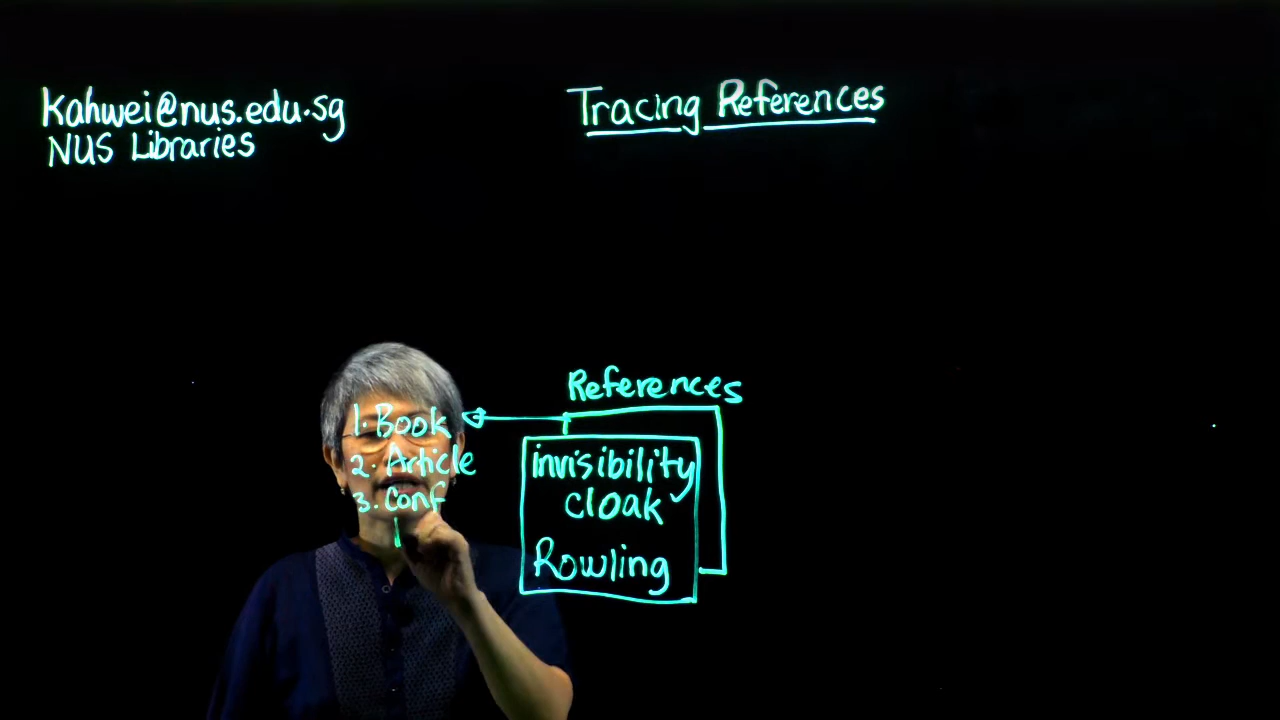 Kahwei@nus.edu.sg
NUS Libraries
Tracing References
References
1. Book
2. Article
3. Conf
invisibility
cloak
Rowling